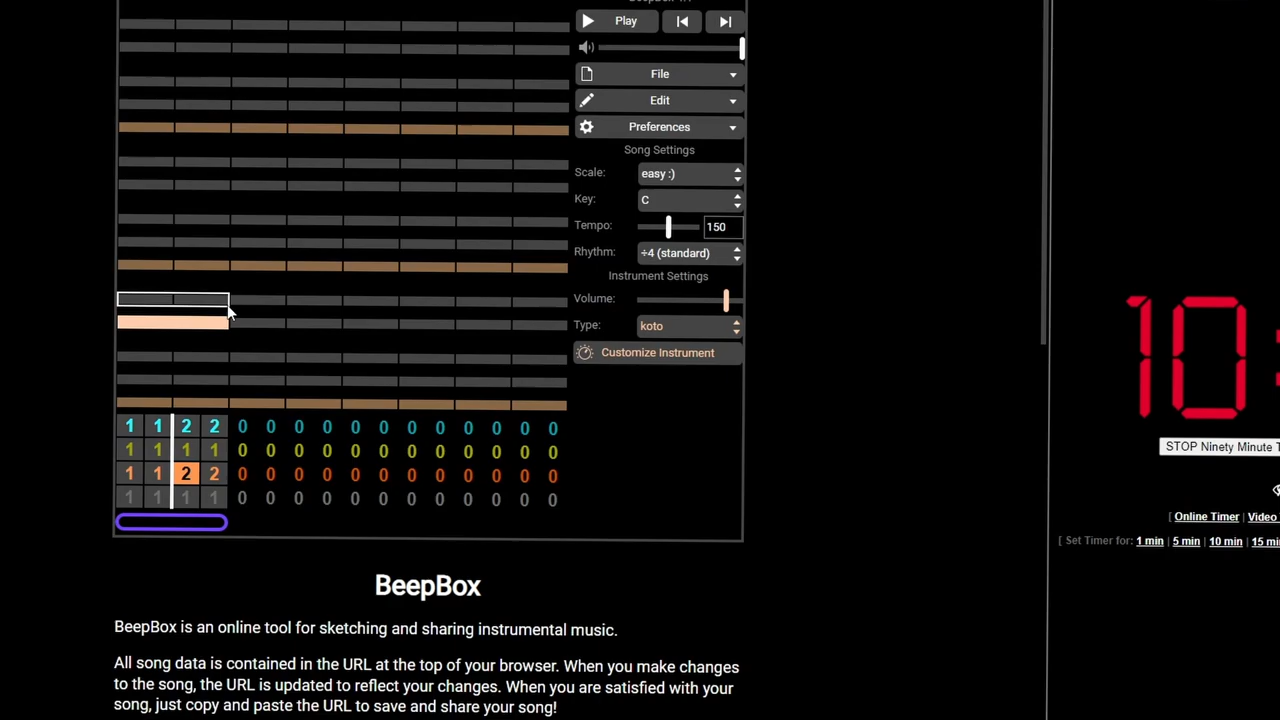 Play
File
Edit
Preferences
Song Settings
Scale: easy :)
Key: C
Tempo: 150
Rhythm: ÷4 (standard)
Instrument Settings
Volume:
Type: koto
Customize Instrument
1 1 2 2 0 0 0 0 0 0 0 0 0 0 0 0
1 1 1 1 0 0 0 0 0 0 0 0 0 0 0 0
1 1 2 2 0 0 0 0 0 0 0 0 0 0 0 0
1 1 1 1 0 0 0 0 0 0 0 0 0 0 0 0
BeepBox
BeepBox is an online tool for sketching and sharing instrumental music.
All song data is contained in the URL at the top of your browser. When you make changes
to the song, the URL is updated to reflect your changes. When you are satisfied with your
song, just copy and paste the URL to save and share your song!
10:
STOP Ninety Minute T
[ Online Timer | Video
[ Set Timer for: 1 min | 5 min | 10 min | 15 min